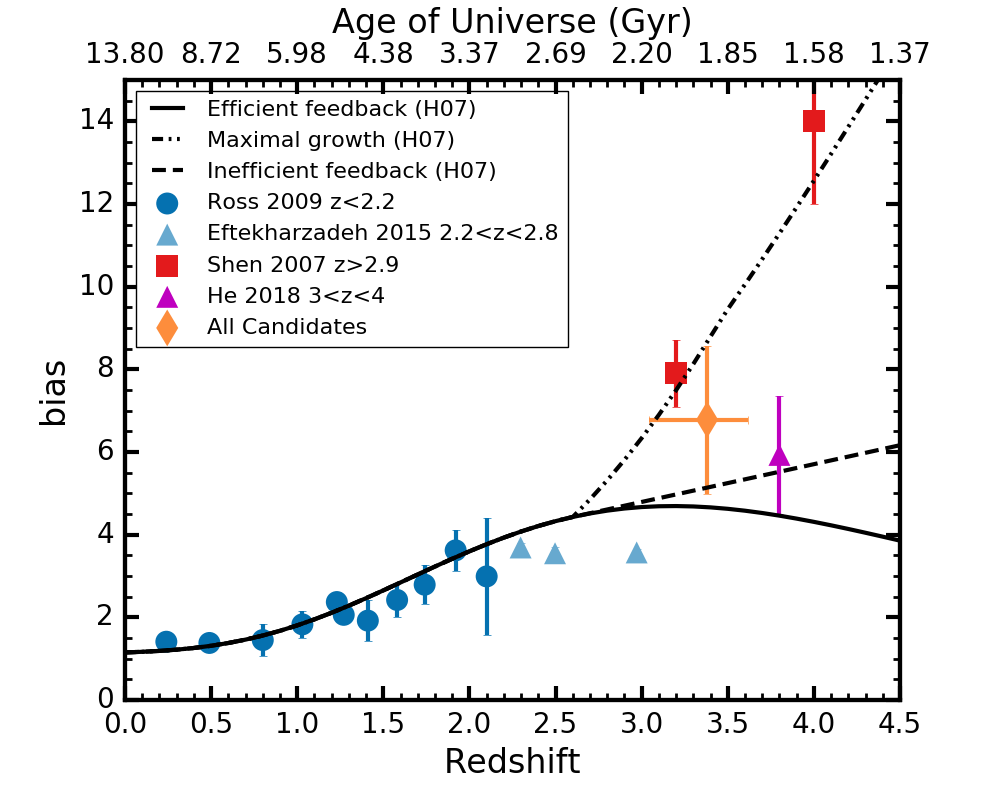 Age of Universe (Gyr)
13.80 8.72 5.98 4.38 3.37 2.69 2.20 1.85 1.58 1.37
Efficient feedback (H07)
Maximal growth (H07)
Inefficient feedback (H07)
Ross 2009 z<2.2
Eftekharzadeh 2015 2.2<z<2.8
Shen 2007 z>2.9
He 2018 3<z<4
All Candidates
14
12
10
8
6
4
2
0
bias
0.0 0.5 1.0 1.5 2.0 2.5 3.0 3.5 4.0 4.5
Redshift